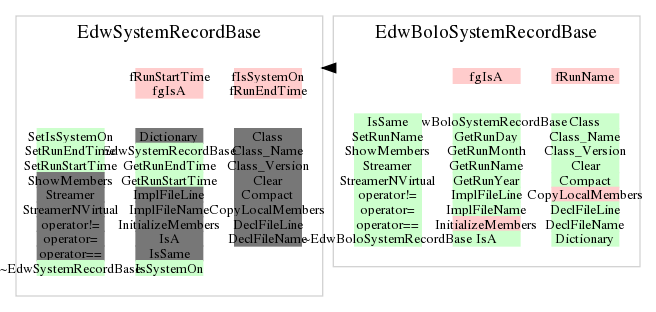 EdwSystemRecordBase
fRunStartTime
fgIsA
fIsSystemOn
fRunEndTime
SetIsSystemOn
SetRunEndTime
SetRunStartTime
ShowMembers
Streamer
StreamerNVirtual
operator!=
operator=
operator==
~EdwSystemRecordBase
Dictionary
EdwSystemRecordBase
GetRunEndTime
GetRunStartTime
ImplFileLine
ImplFileName
InitializeMembers
IsA
IsSame
IsSystemOn
Class
Class_Name
Class_Version
Clear
Compact
CopyLocalMembers
DeclFileLine
DeclFileName
EdwBoloSystemRecordBase
fgIsA
fRunName
IsSame
SetRunName
ShowMembers
Streamer
StreamerNVirtual
operator!=
operator=
operator==
~EdwBoloSystemRecordBase
wBoloSystemRecordBase
GetRunDay
GetRunMonth
GetRunName
GetRunYear
ImplFileLine
ImplFileName
InitializeMembers
IsA
Class
Class_Name
Class_Version
Clear
Compact
CopyLocalMembers
DeclFileLine
DeclFileName
Dictionary